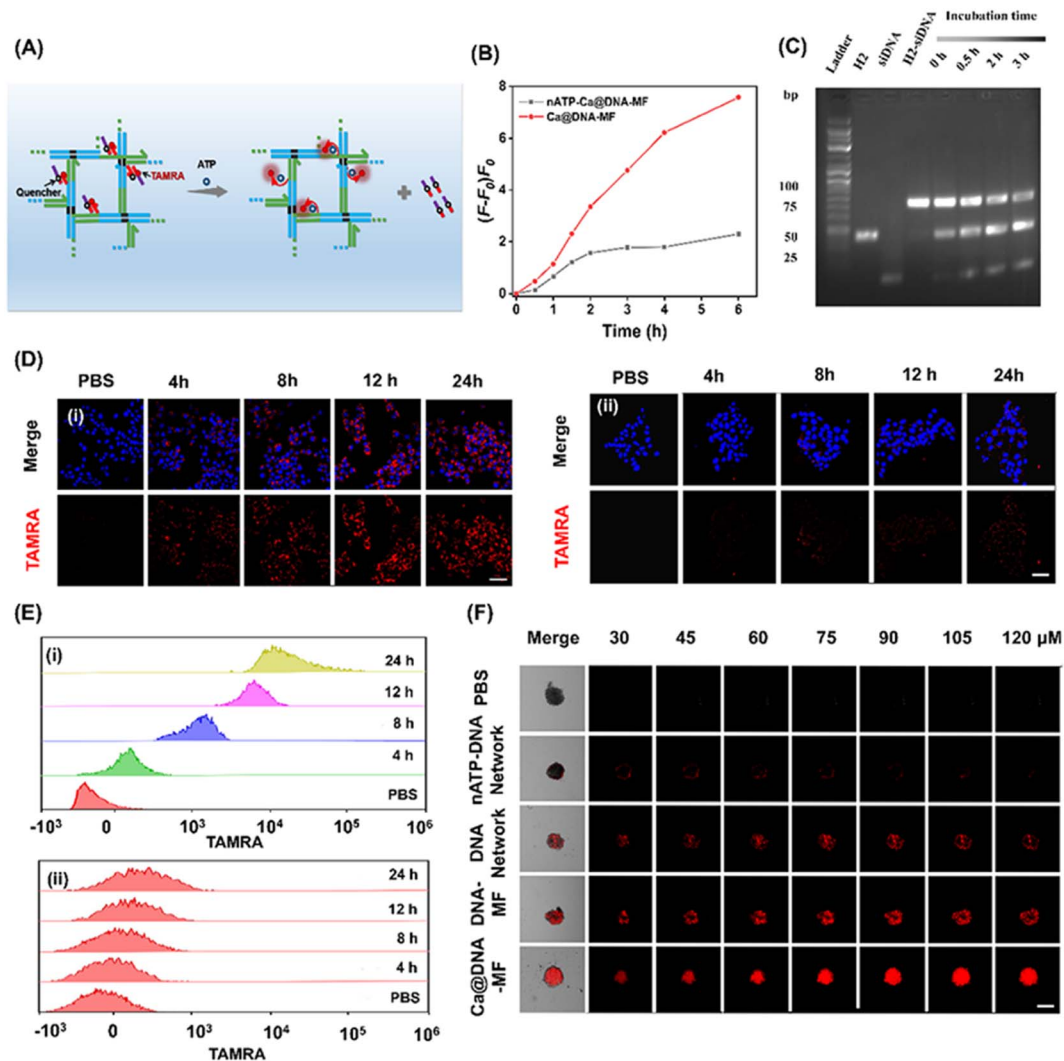 (A)
Quencher
TAMRA
ATP
(B)
(F-F0)F0
nATP-Ca@DNA-MF
Ca@DNA-MF
8
6
4
2
0
0 1 2 3 4 5 6
Time (h)
(C)
Ladder
H2
siDNA
H2-siDNA
Incubation time
0 h
0.5 h
2 h
3 h
bp
100
75
50
25
(D)
PBS 4h 8h 12 h 24h
(i)
Merge
TAMRA
PBS 4h 8h 12 h 24h
(ii)
Merge
TAMRA
(E)
(i)
24 h
12 h
8 h
4 h
PBS
-10³ 0 10³ 10⁴ 10⁵ 10⁶
TAMRA
(ii)
24 h
12 h
8 h
4 h
PBS
-10³ 0 10³ 10⁴ 10⁵ 10⁶
TAMRA
(F)
Merge 30 45 60 75 90 105 120 μM
PBS
nATP-DNA
Network
DNA
Network
DNA-
MF
Ca@DNA
-MF